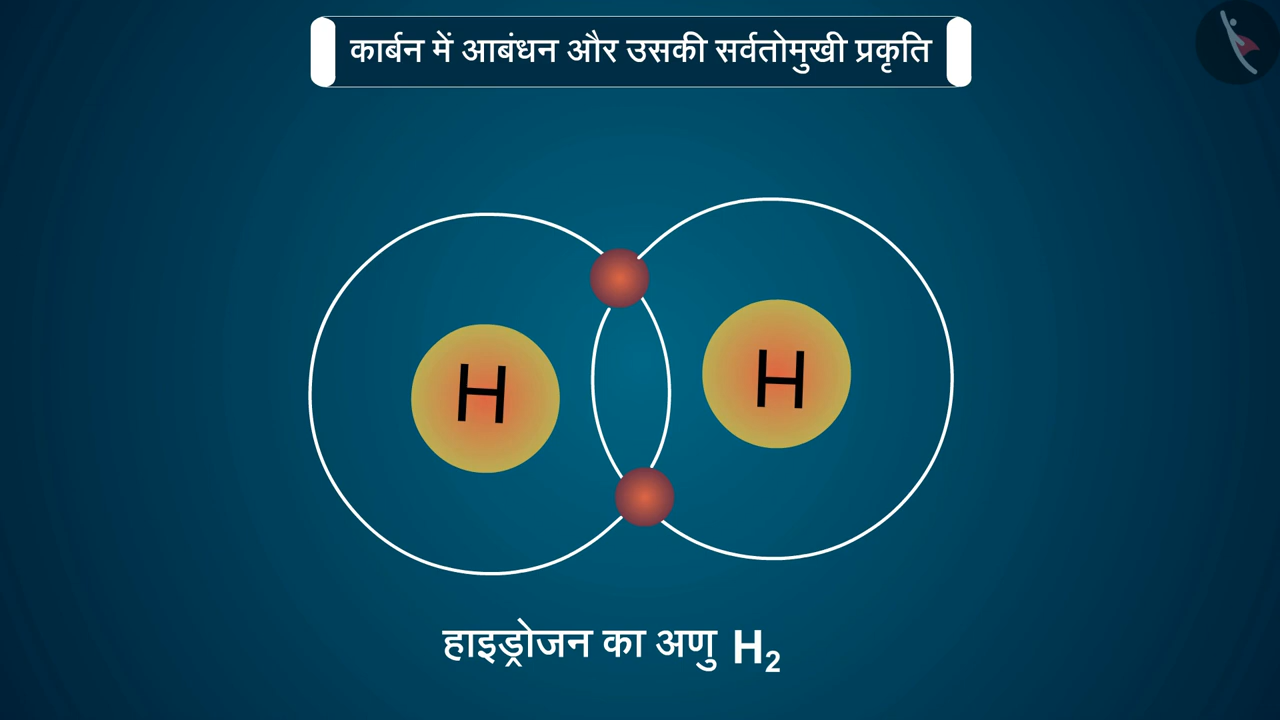 कार्बन में आबंधन और उसकी सर्वतोमुखी प्रकृति
H H
हाइड्रोजन का अणु H₂